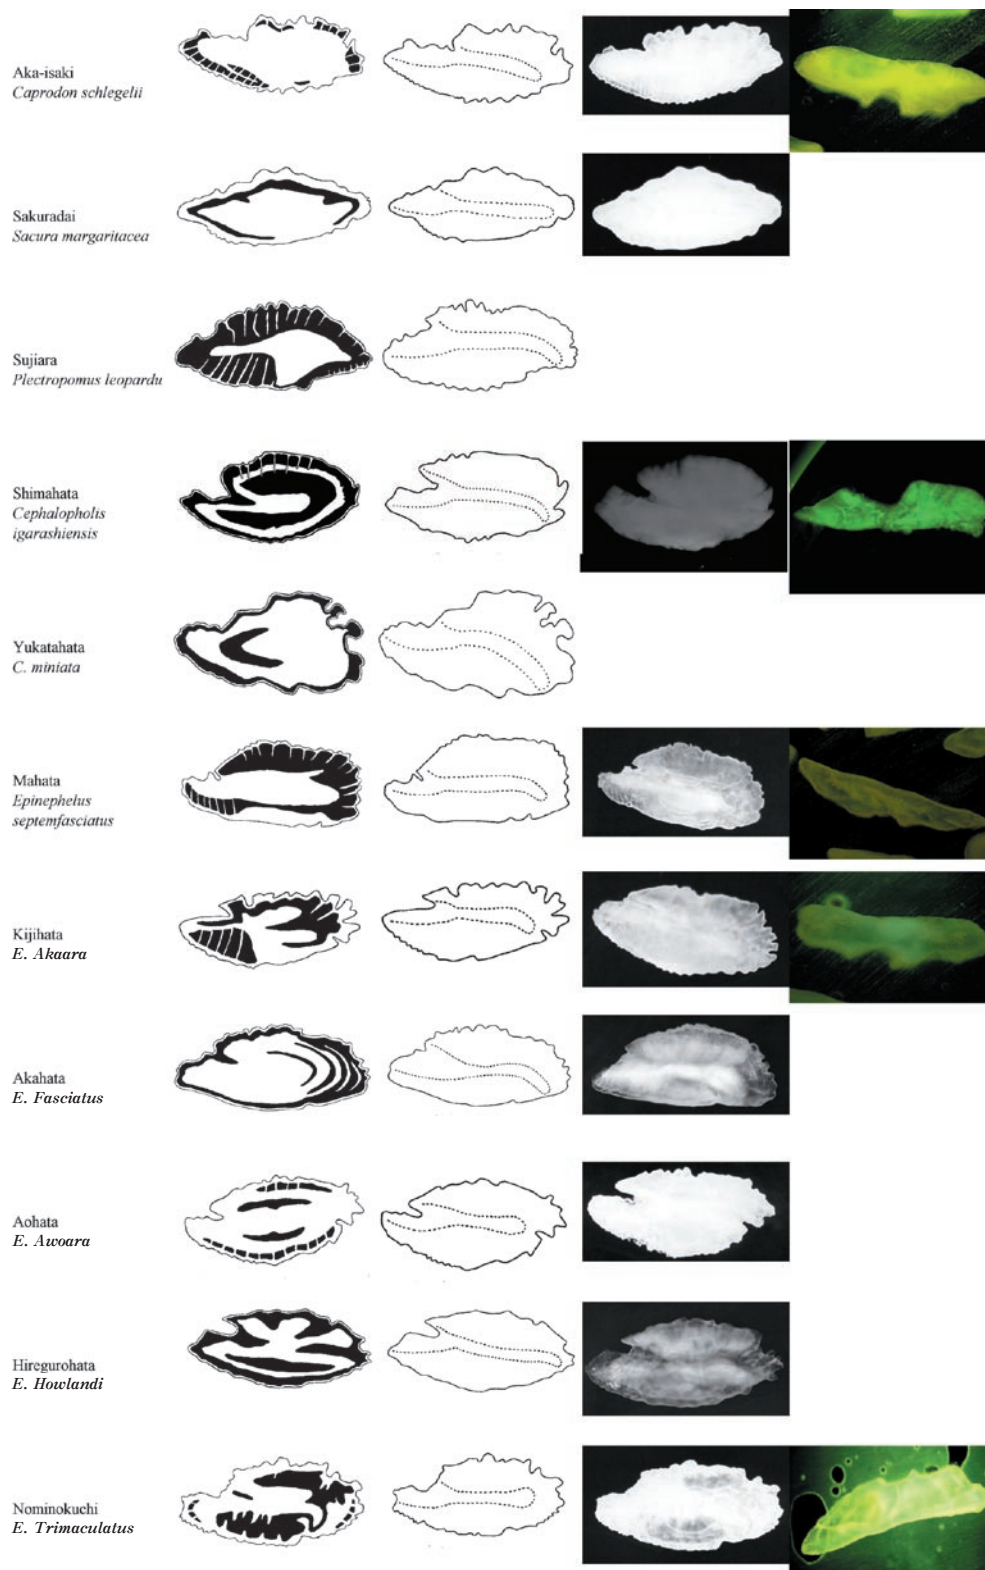 Aka-isaki
Caprodon schlegelii
Sakuradai
Sacura margaritacea
Sujiara
Plectropomus leopardu
Shimahata
Cephalopholis
igarashiensis
Yukatahata
C. miniata
Mahata
Epinephelus
septemfasciatus
Kijihata
E. Akaara
Akahata
E. Fasciatus
Aohata
E. Awoara
Hiregurohata
E. Howlandi
Nominokuchi
E. Trimaculatus